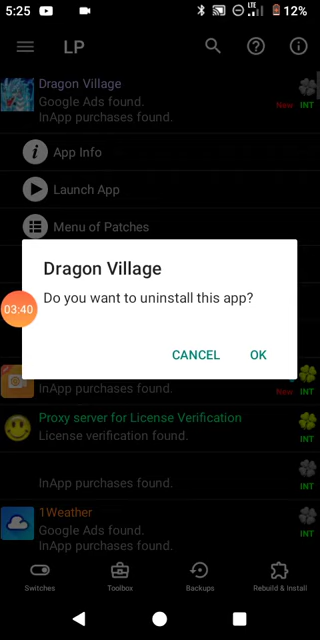 5:25
LTE
12%
LP
Dragon Village
Google Ads found.
InApp purchases found.
New INT
App Info
Launch App
Menu of Patches
Dragon Village
Do you want to uninstall this app?
03:40
CANCEL OK
InApp purchases found.
New INT
Proxy server for License Verification
License verification found.
INT
InApp purchases found.
INT
1Weather
Google Ads found.
InApp purchases found.
INT
Switches Toolbox Backups Rebuild & Install